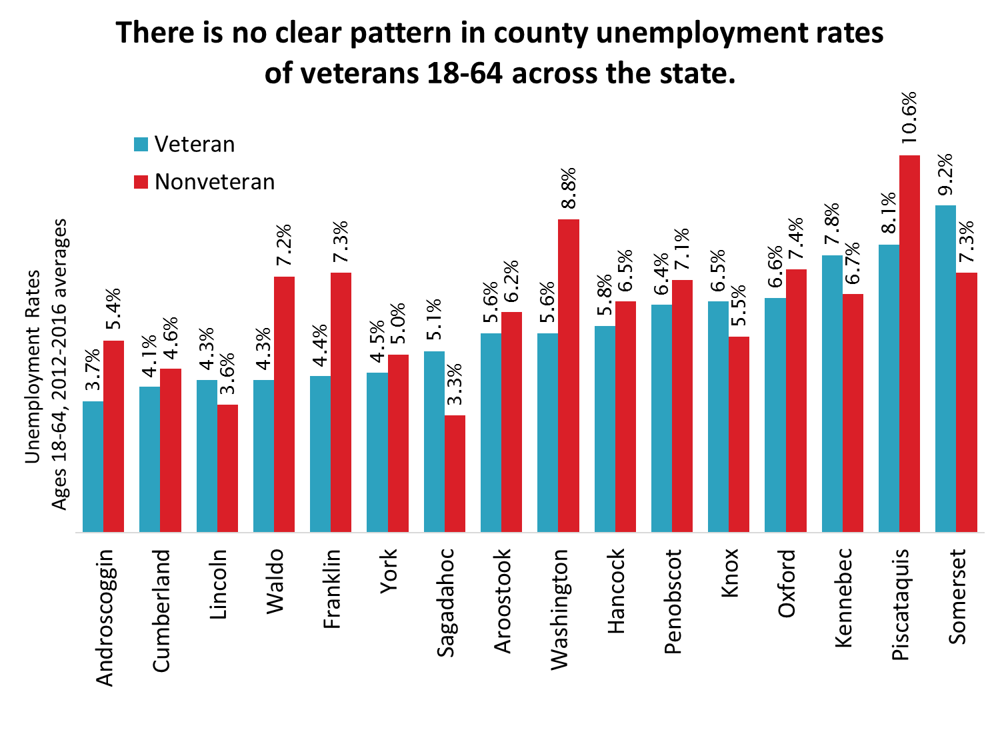 There is no clear pattern in county unemployment rates
of veterans 18-64 across the state.
Veteran
Nonveteran
Unemployment Rates
Ages 18-64, 2012-2016 averages
3.7%
5.4%
4.1%
4.6%
4.3%
3.6%
4.3%
7.2%
4.4%
7.3%
4.5%
5.0%
5.1%
3.3%
5.6%
6.2%
5.6%
8.8%
5.8%
6.5%
6.4%
7.1%
6.5%
5.5%
6.6%
7.4%
7.8%
6.7%
8.1%
10.6%
9.2%
7.3%
Androscoggin
Cumberland
Lincoln
Waldo
Franklin
York
Sagadahoc
Aroostook
Washington
Hancock
Penobscot
Knox
Oxford
Kennebec
Piscataquis
Somerset